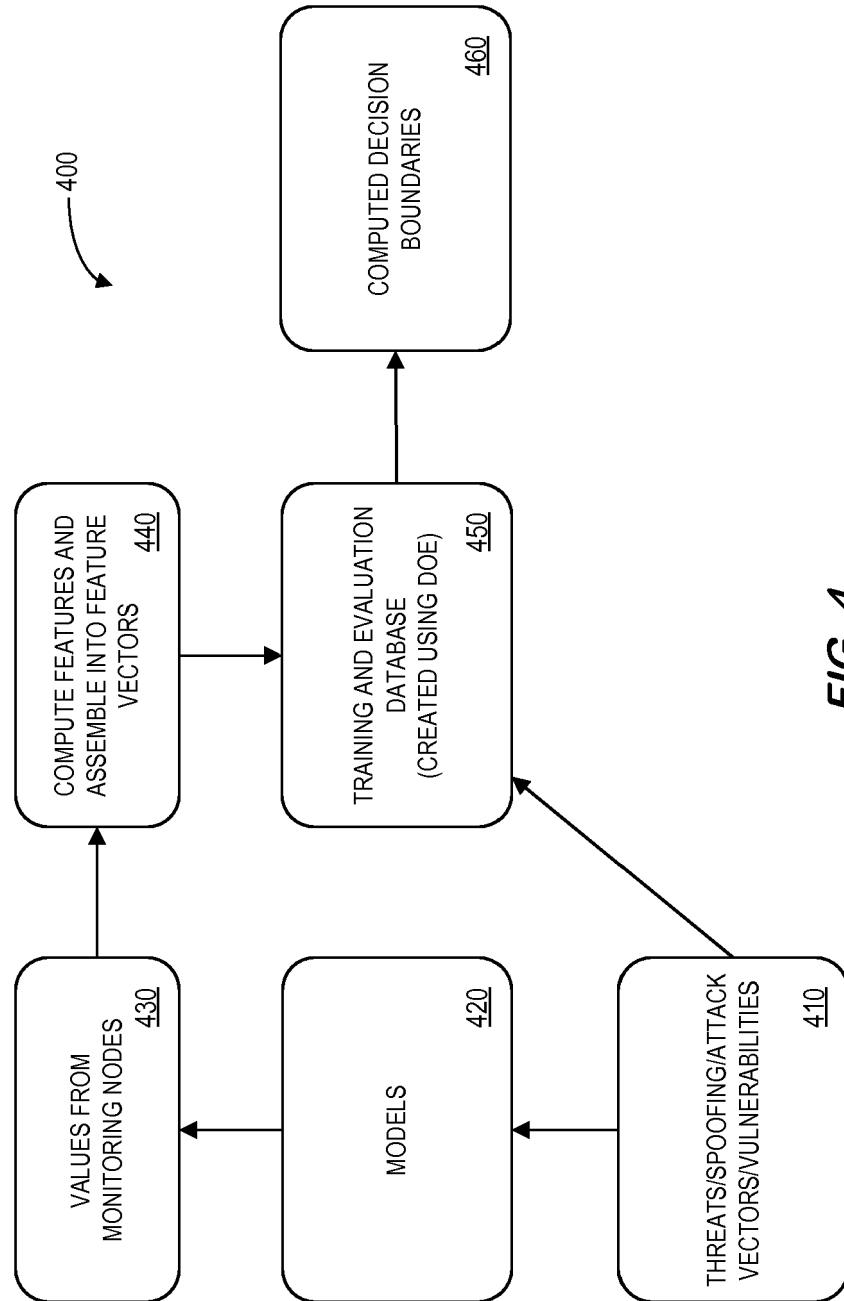 400
VALUES FROM
MONITORING NODES
430
COMPUTE FEATURES AND
ASSEMBLE INTO FEATURE
VECTORS
440
MODELS
420
TRAINING AND EVALUATION
DATABASE
(CREATED USING DOE)
450
COMPUTED DECISION
BOUNDARIES
460
THREATS/SPOOFING/ATTACK
VECTORS/VULNERABILITIES
410
FIG. 4